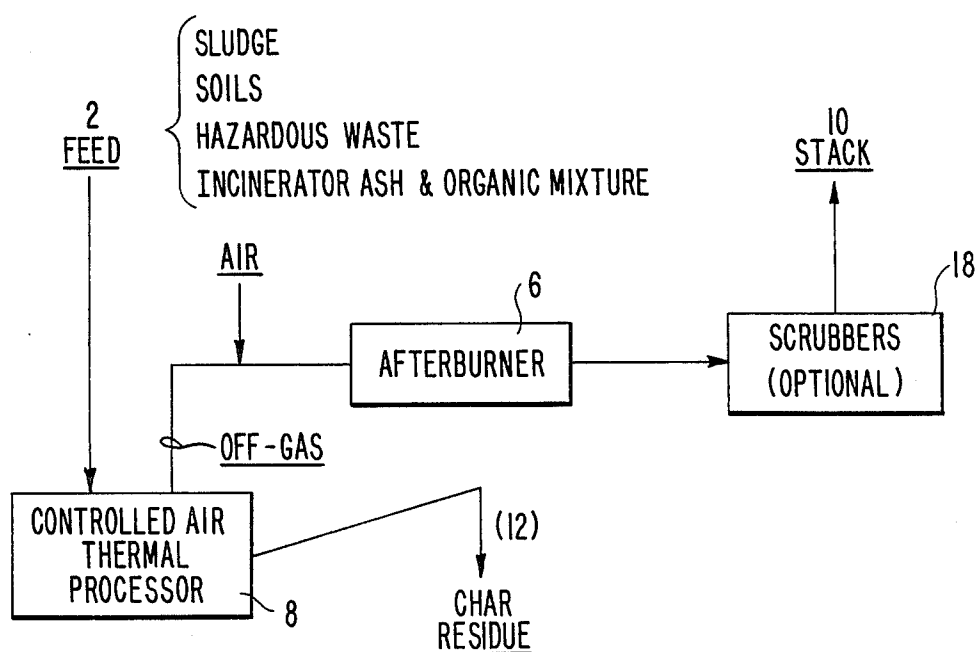 SLUDGE
SOILS
HAZARDOUS WASTE
INCINERATOR ASH & ORGANIC MIXTURE
2
FEED
10
STACK
AIR
6
AFTERBURNER
18
SCRUBBERS
(OPTIONAL)
OFF-GAS
CONTROLLED AIR
THERMAL
PROCESSOR
8
(12)
CHAR
RESIDUE